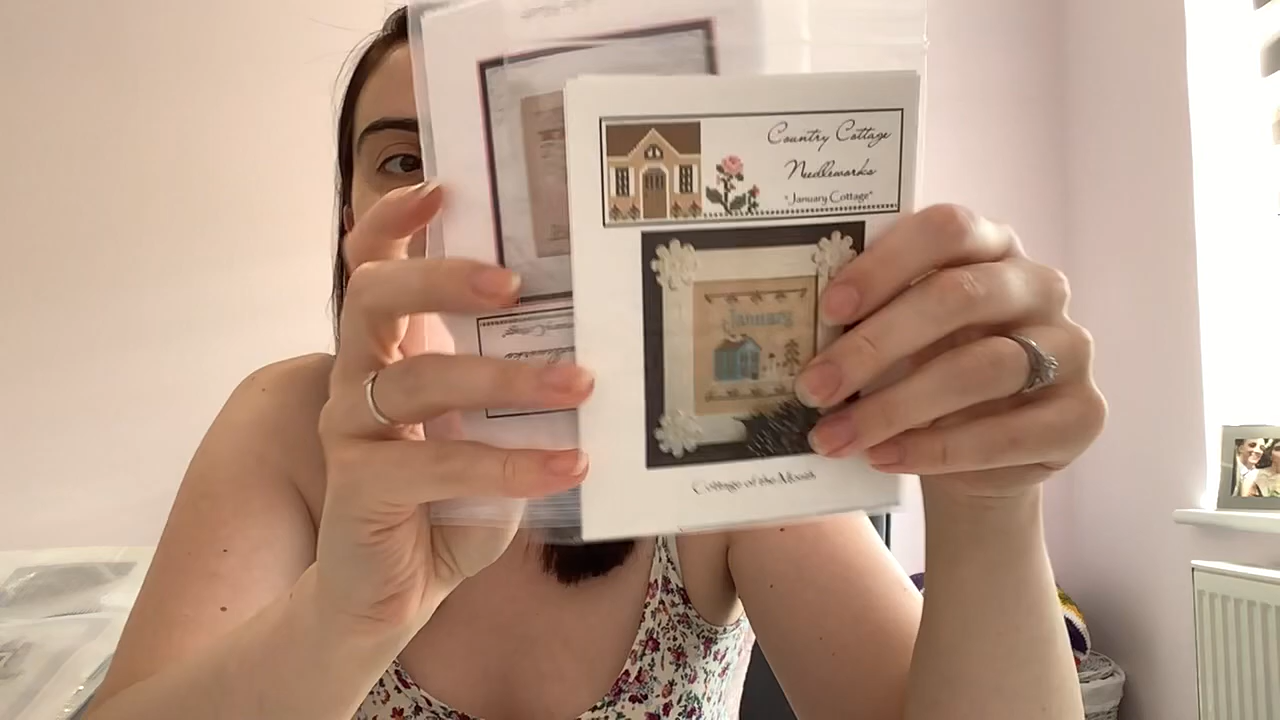 Country Cottage
Needleworks
"January Cottage"
January
Cottage of the Month